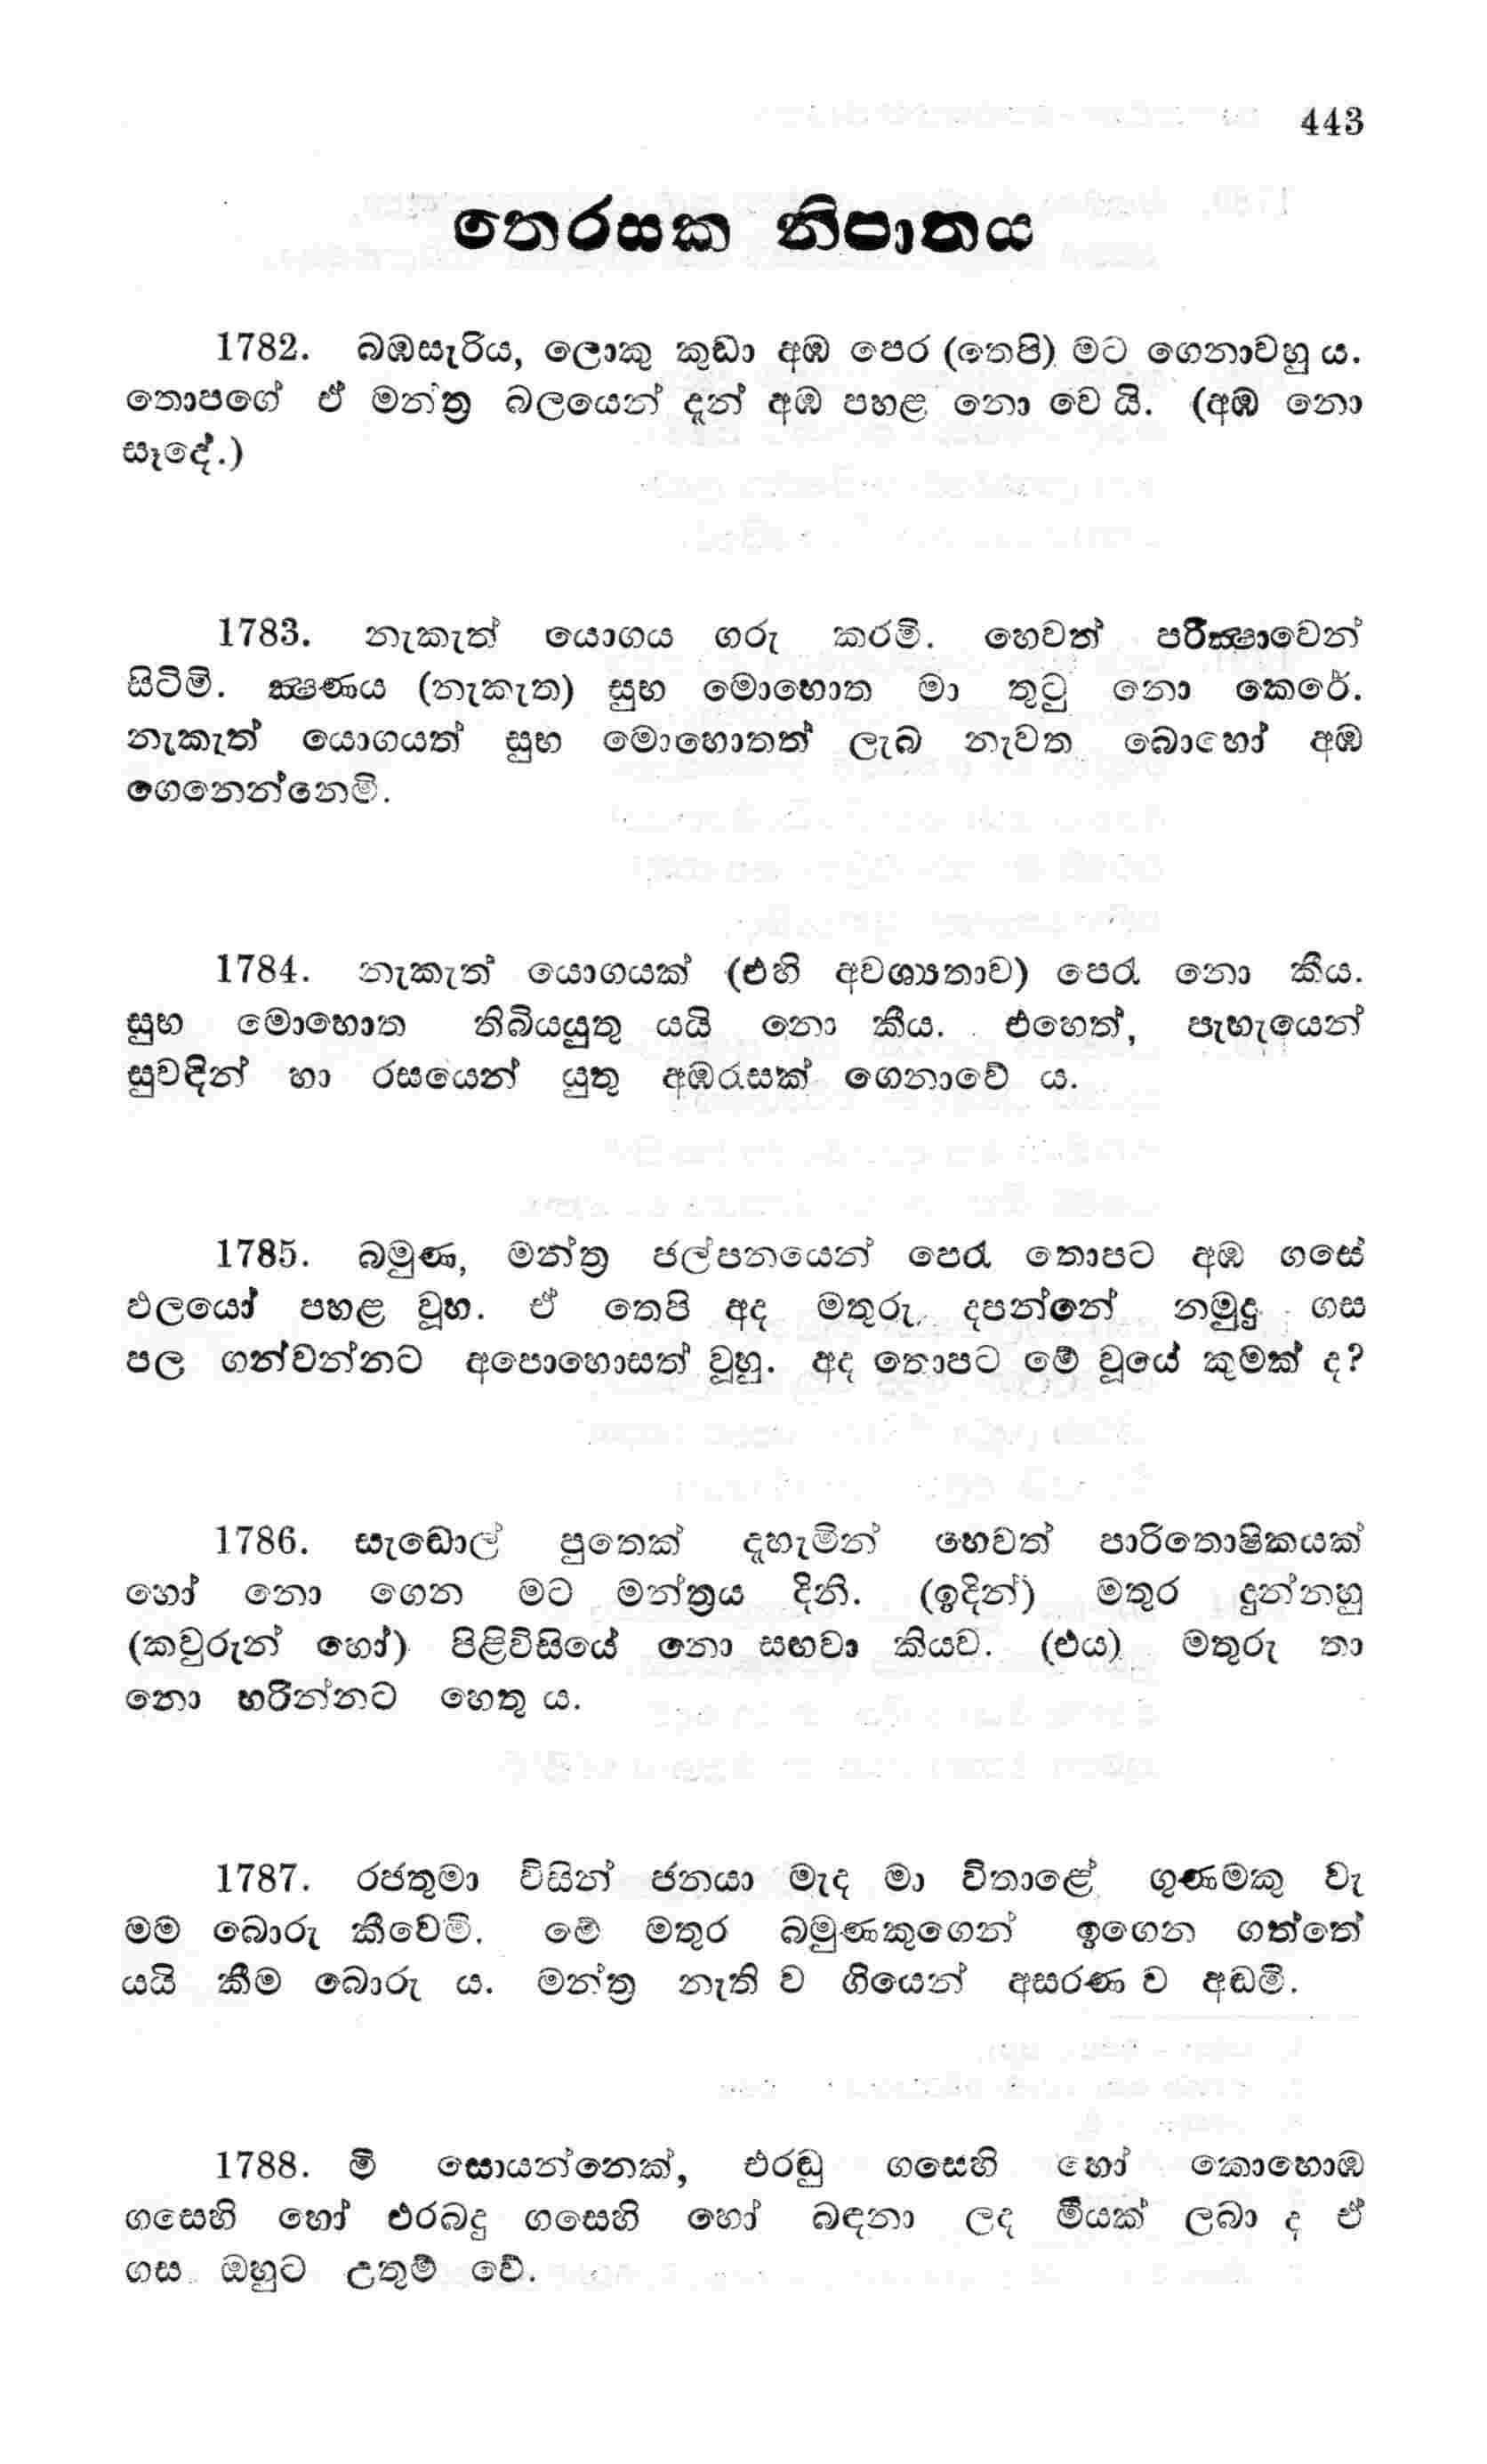 443
තෙරසක නිපාතය
1782. බඹසැරිය, ලොකු කුඩා අඹ පෙර (තෙපි) මට ගෙනාවහු ය.
තොපගේ ඒ මන්ත්‍ර බලයෙන් දැන් අඹ පහළ නො වෙ යි. (අඹ නො
සෑදේ.)
1783. නැකැත් යොගය ගරු කරමි. හෙවත් පරීක්‍ෂාවෙන්
සිටිමි. ක්‍ෂණය (නැකැත) සුභ මොහොත මා තුටු නො කෙරේ.
නැකැත් යොගයත් සුභ මොහොතත් ලැබ නැවත බොහෝ අඹ
ගෙනෙන්නෙමි.
1784. නැකැත් යොගයක් (එහි අවශ්‍යතාව) පෙරැ නො කීය.
සුභ මොහොත තිබියයුතු යයි නො කීය. එහෙත්, පැහැයෙන්
සුවඳින් හා රසයෙන් යුතු අඹරැසක් ගෙනාවේ ය.
1785. බමුණ, මන්ත්‍ර ජල්පනයෙන් පෙරැ තොපට අඹ ගසේ
ඵලයෝ පහළ වූහ. ඒ තෙපි අද මතුරු දපන්නේ නමුදු ගස
පල ගන්වන්නට අපොහොසත් වූහු. අද තොපට මේ වූයේ කුමක් ද?
1786. සැඩොල් පුතෙක් දැහැමින් හෙවත් පාරිතොෂිකයක්
හෝ නො ගෙන මට මන්ත්‍රය දිනි. (ඉදින්) මතුර දුන්නහු
(කවුරුන් හෝ) පිළිවිසියේ නො සඟවා කියව. (එය) මතුරු තා
නො හරින්නට හෙතු ය.
1787. රජතුමා විසින් ජනයා මැද මා විතාළේ ගුණමකු වැ
මම බොරු කීවෙමි. මේ මතුර බමුණකුගෙන් ඉගෙන ගත්තේ
යයි කීම බොරු ය. මන්ත්‍ර නැති ව ගියෙන් අසරණ ව අඬමි.
1788. මී සොයන්නෙක්, එරඬු ගසෙහි හෝ කොහොඹ
ගසෙහි හෝ එරබදු ගසෙහි හෝ බඳනා ලද මීයක් ලබා ද ඒ
ගස ඔහුට උතුම් වේ.